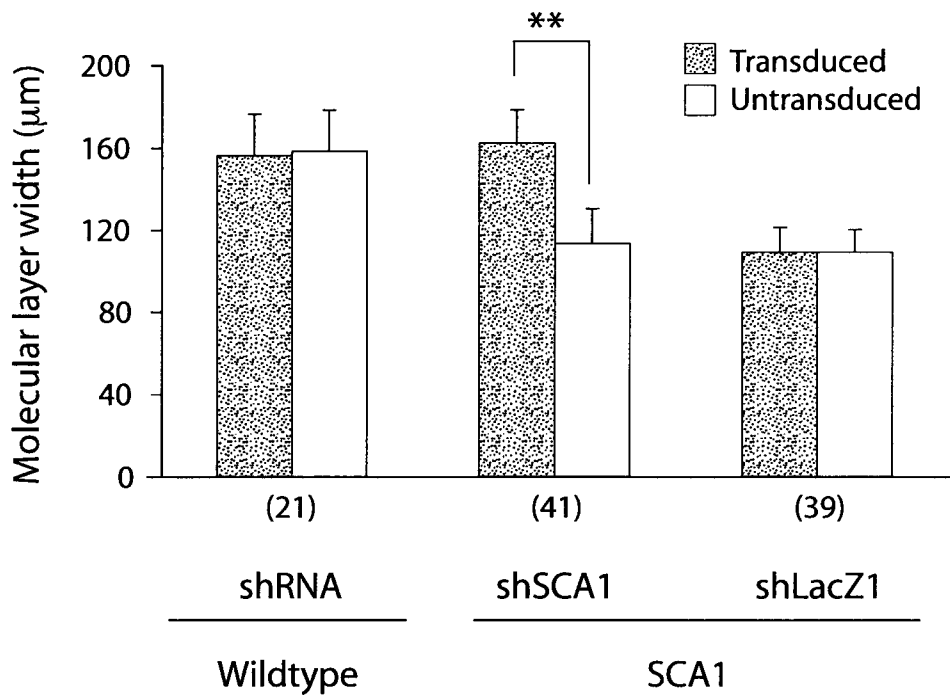 **
Transduced
Untransduced
Molecular layer width (μm)
200
160
120
80
40
0
(21) (41) (39)
shRNA shSCA1 shLacZ1
Wildtype SCA1